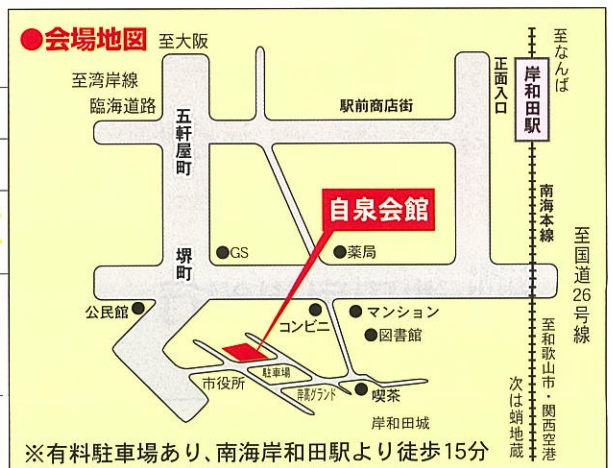 ●会場地図
至大阪
至なんば
至湾岸線
臨海道路
五軒屋町
駅前商店街
正面入口
岸和田駅
南海本線
自泉会館
堺町
●GS
●薬局
至国道26号線
公民館●
コンビニ
マンション
図書館
市役所
駐車場
岸高グランド
喫茶
岸和田城
至和歌山市・関西空港
次は蛸地蔵
※有料駐車場あり、南海岸和田駅より徒歩15分